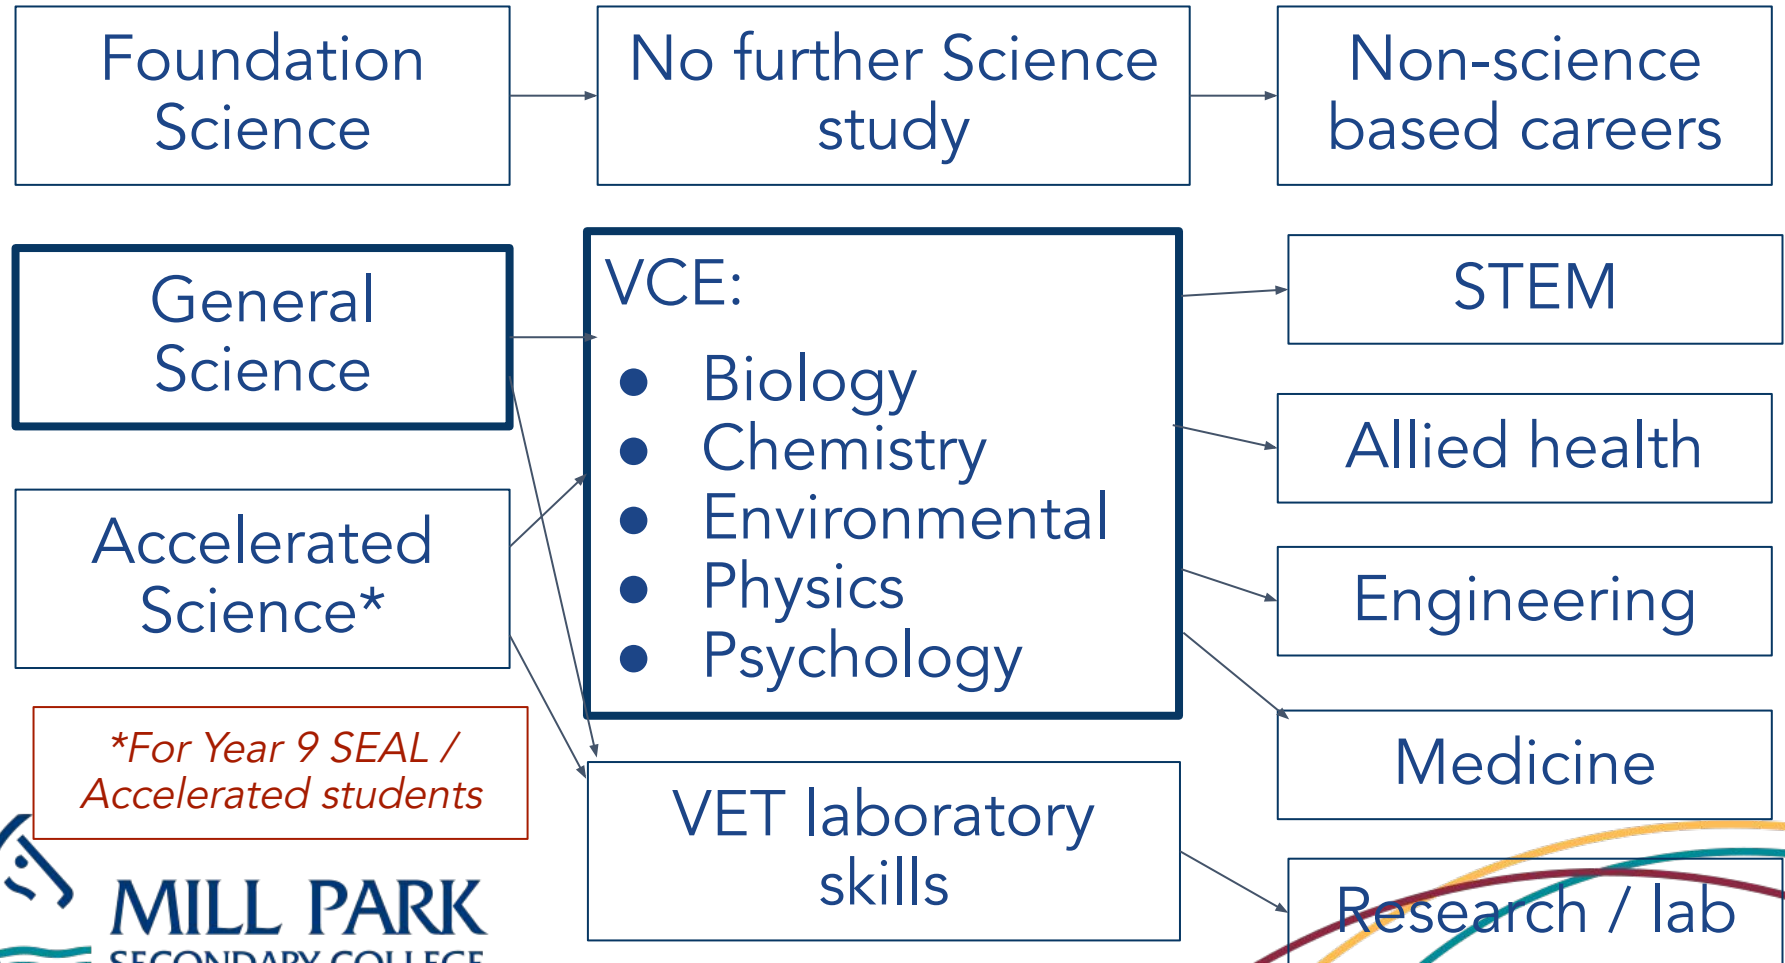 Foundation
Science
No further Science
study
Non-science
based careers
General
Science
VCE:
● Biology
● Chemistry
● Environmental
● Physics
● Psychology
STEM
Allied health
Engineering
Medicine
Accelerated
Science*
*For Year 9 SEAL /
Accelerated students
VET laboratory
skills
Research / lab
MILL PARK
SECONDARY COLLEGE